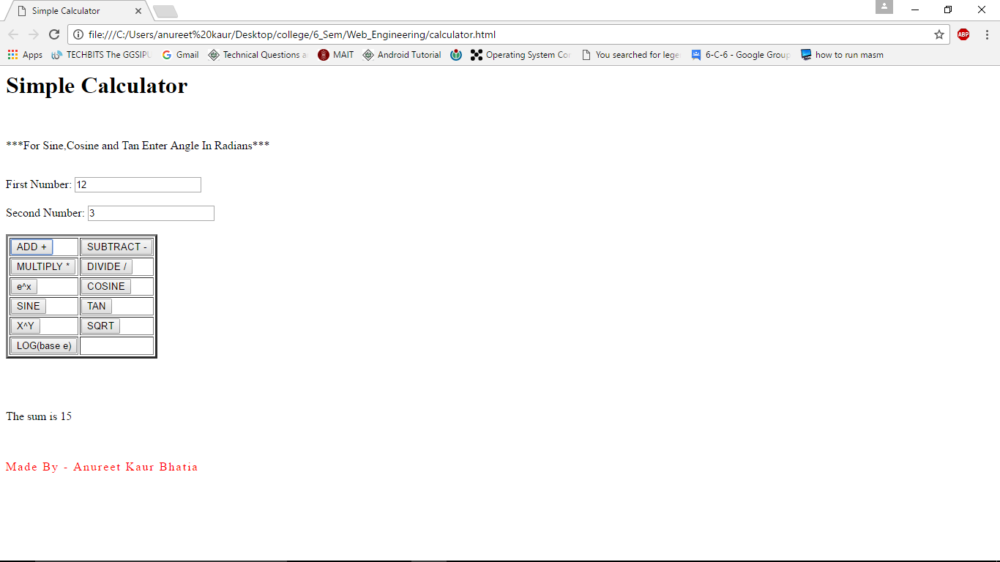 Simple Calculator
file:///C:/Users/anureet%20kaur/Desktop/college/6_Sem/Web_Engineering/calculator.html
ABP
Apps TECHBITS The GGSIPU Gmail Technical Questions a MAIT Android Tutorial Operating System Con You searched for lege 6-C-6 - Google Group how to run masm
Simple Calculator
***For Sine,Cosine and Tan Enter Angle In Radians***
First Number: 12
Second Number: 3
ADD + SUBTRACT -
MULTIPLY * DIVIDE /
e^x COSINE
SINE TAN
X^Y SQRT
LOG(base e)
The sum is 15
Made By - Anureet Kaur Bhatia